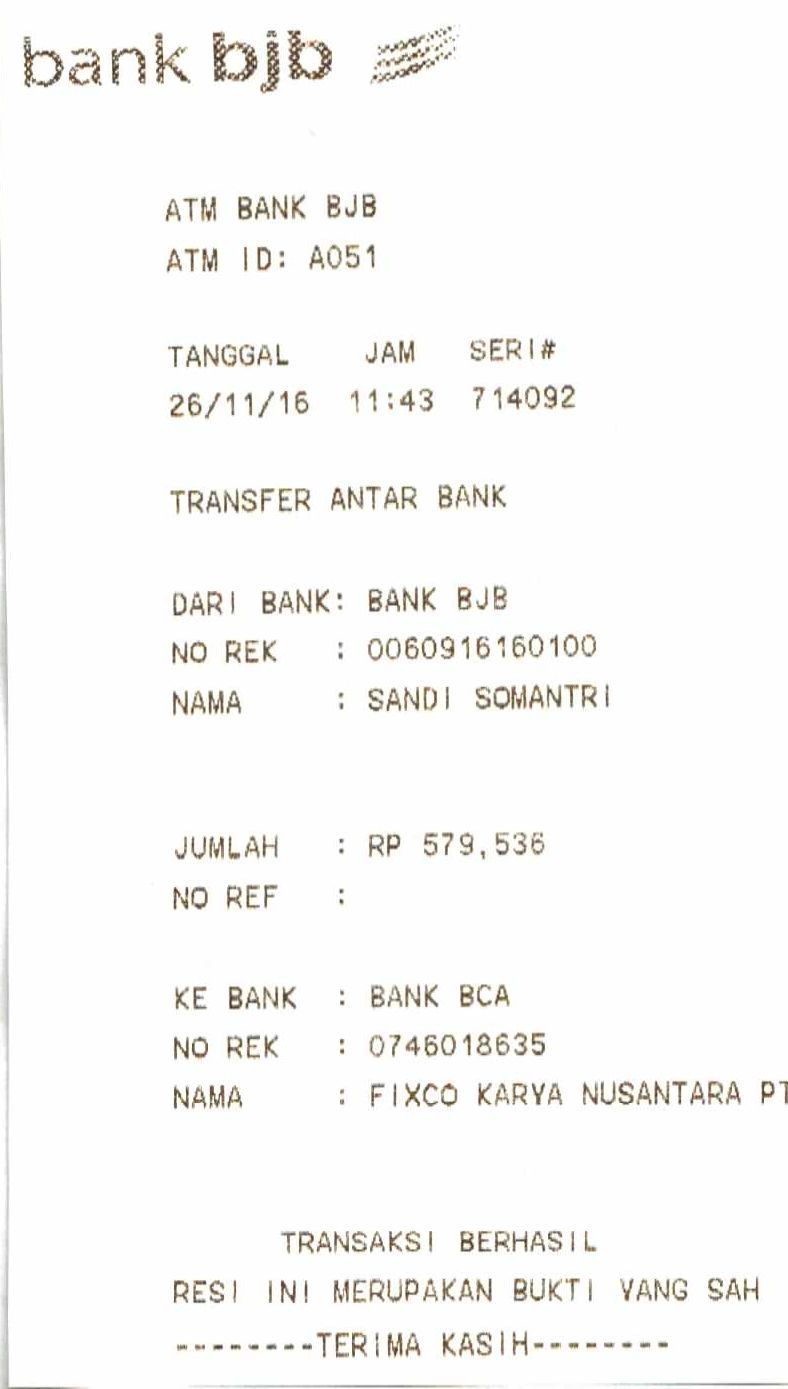 bank bjb
ATM BANK BJB
ATM ID: A051
TANGGAL JAM SERI#
26/11/16 11:43 714092
TRANSFER ANTAR BANK
DARI BANK: BANK BJB
NO REK : 0060916160100
NAMA : SANDI SOMANTRI
JUMLAH : RP 579,536
NO REF :
KE BANK : BANK BCA
NO REK : 0746018635
NAMA : FIXCO KARYA NUSANTARA PT
TRANSAKSI BERHASIL
RESI INI MERUPAKAN BUKTI YANG SAH
--------TERIMA KASIH--------